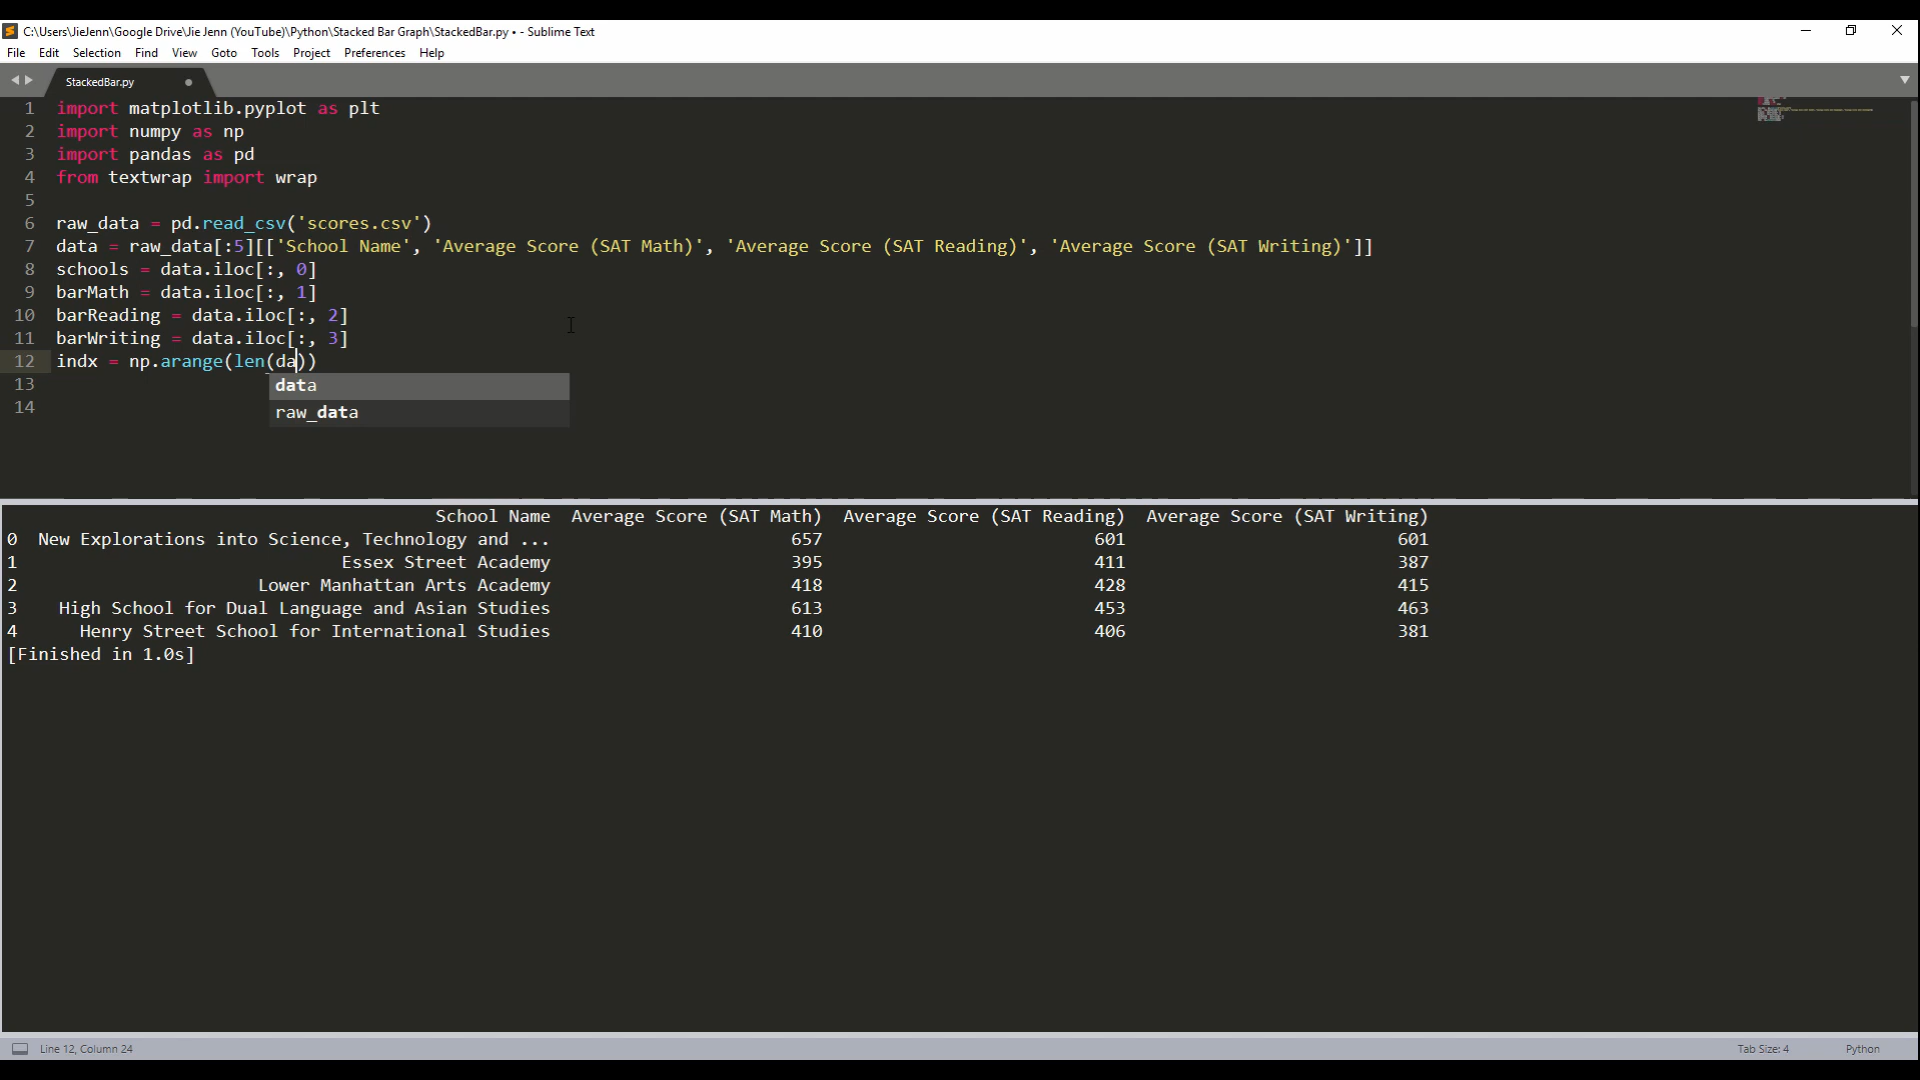 C:\Users\JieJenn\Google Drive\Jie Jenn (YouTube)\Python\Stacked Bar Graph\StackedBar.py • - Sublime Text
File Edit Selection Find View Goto Tools Project Preferences Help
StackedBar.py
1 import matplotlib.pyplot as plt
2 import numpy as np
3 import pandas as pd
4 from textwrap import wrap
5
6 raw_data = pd.read_csv('scores.csv')
7 data = raw_data[:5][['School Name', 'Average Score (SAT Math)', 'Average Score (SAT Reading)', 'Average Score (SAT Writing)']]
8 schools = data.iloc[:, 0]
9 barMath = data.iloc[:, 1]
10 barReading = data.iloc[:, 2]
11 barWriting = data.iloc[:, 3]
12 indx = np.arange(len(da))
13
data
14
raw_data
School Name Average Score (SAT Math) Average Score (SAT Reading) Average Score (SAT Writing)
0 New Explorations into Science, Technology and ... 657 601 601
1 Essex Street Academy 395 411 387
2 Lower Manhattan Arts Academy 418 428 415
3 High School for Dual Language and Asian Studies 613 453 463
4 Henry Street School for International Studies 410 406 381
[Finished in 1.0s]
Line 12, Column 24 Tab Size: 4 Python